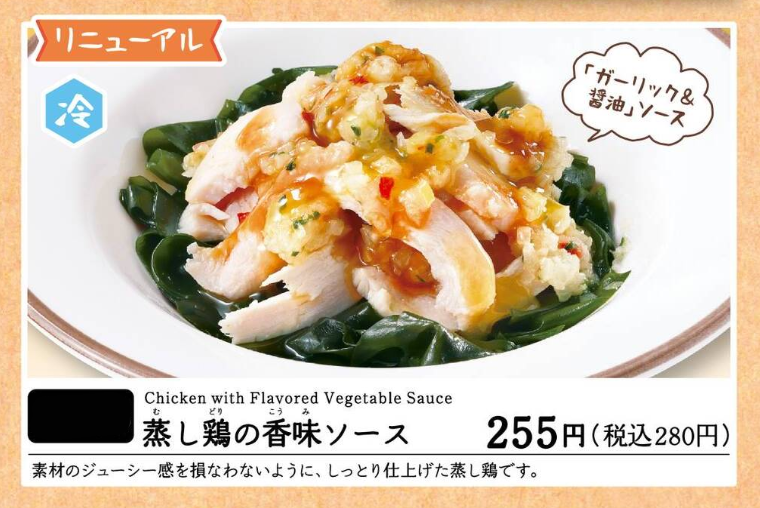 リニューアル
冷
「ガーリック&
醤油」ソース
Chicken with Flavored Vegetable Sauce
む どり こう み
蒸し鶏の香味ソース 255円(税込280円)
素材のジューシー感を損なわないように、しっとり仕上げた蒸し鶏です。